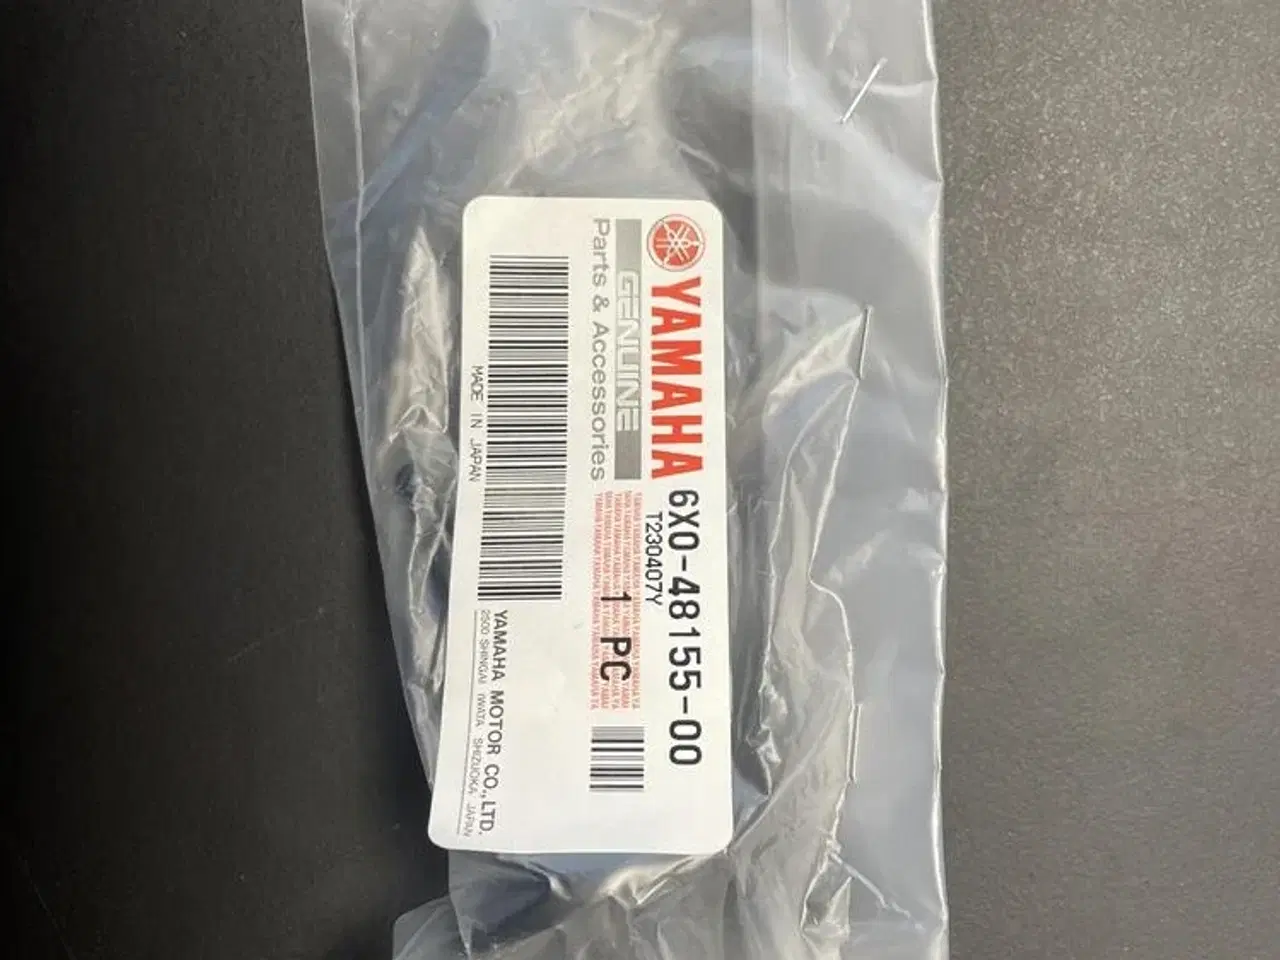 YAMAHA 6X0-48155-00
T230407Y
GENUINE
Parts & Accessories
1 PC
MADE IN JAPAN
YAMAHA MOTOR CO.,LTD.
2500 SHINGAI IWATA SHIZUOKA JAPAN